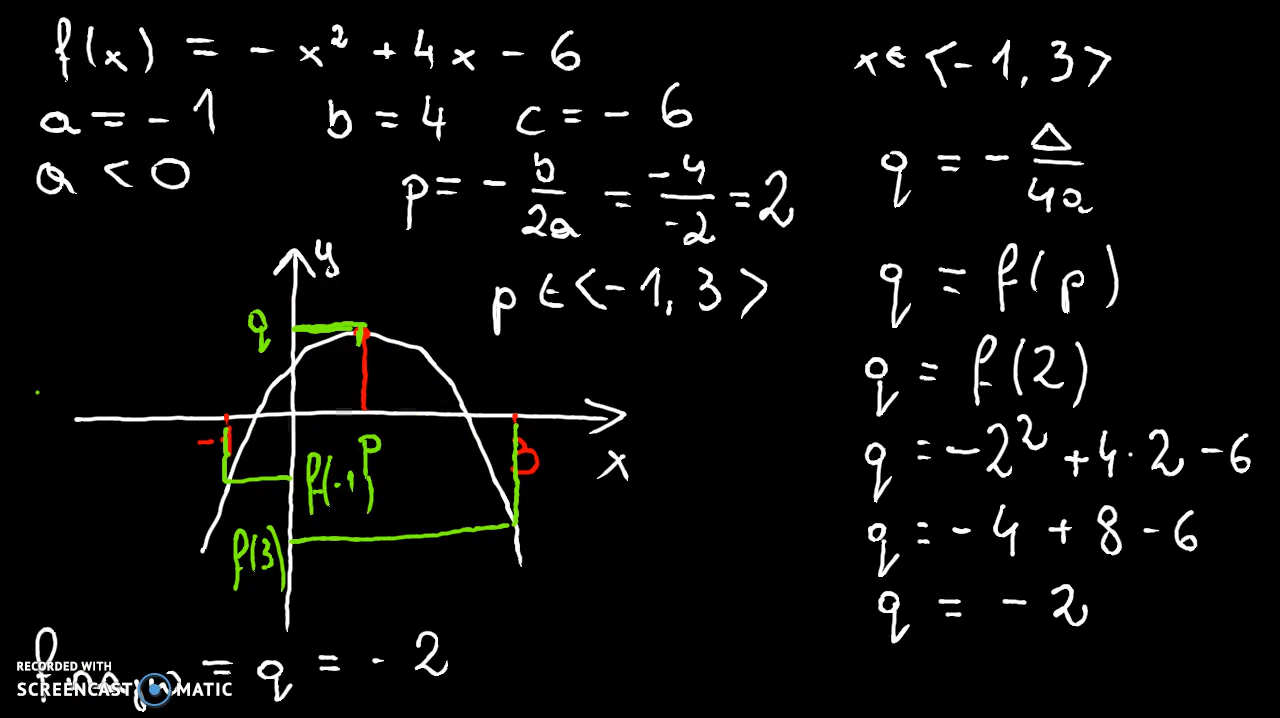 f(x) = - x² + 4x - 6
x ∈ <-1, 3>
a = -1 b = 4 c = -6
a < 0
p = - b/2a = -4/-2 = 2
p ∈ <-1, 3>
q = - Δ/4a
q = f(p)
q = f(2)
q = -2² + 4·2 - 6
q = -4 + 8 - 6
q = -2
y
q
-1
p
3
x
f(-1)
f(3)
= q = -2
RECORDED WITH
SCREENCAST MATIC